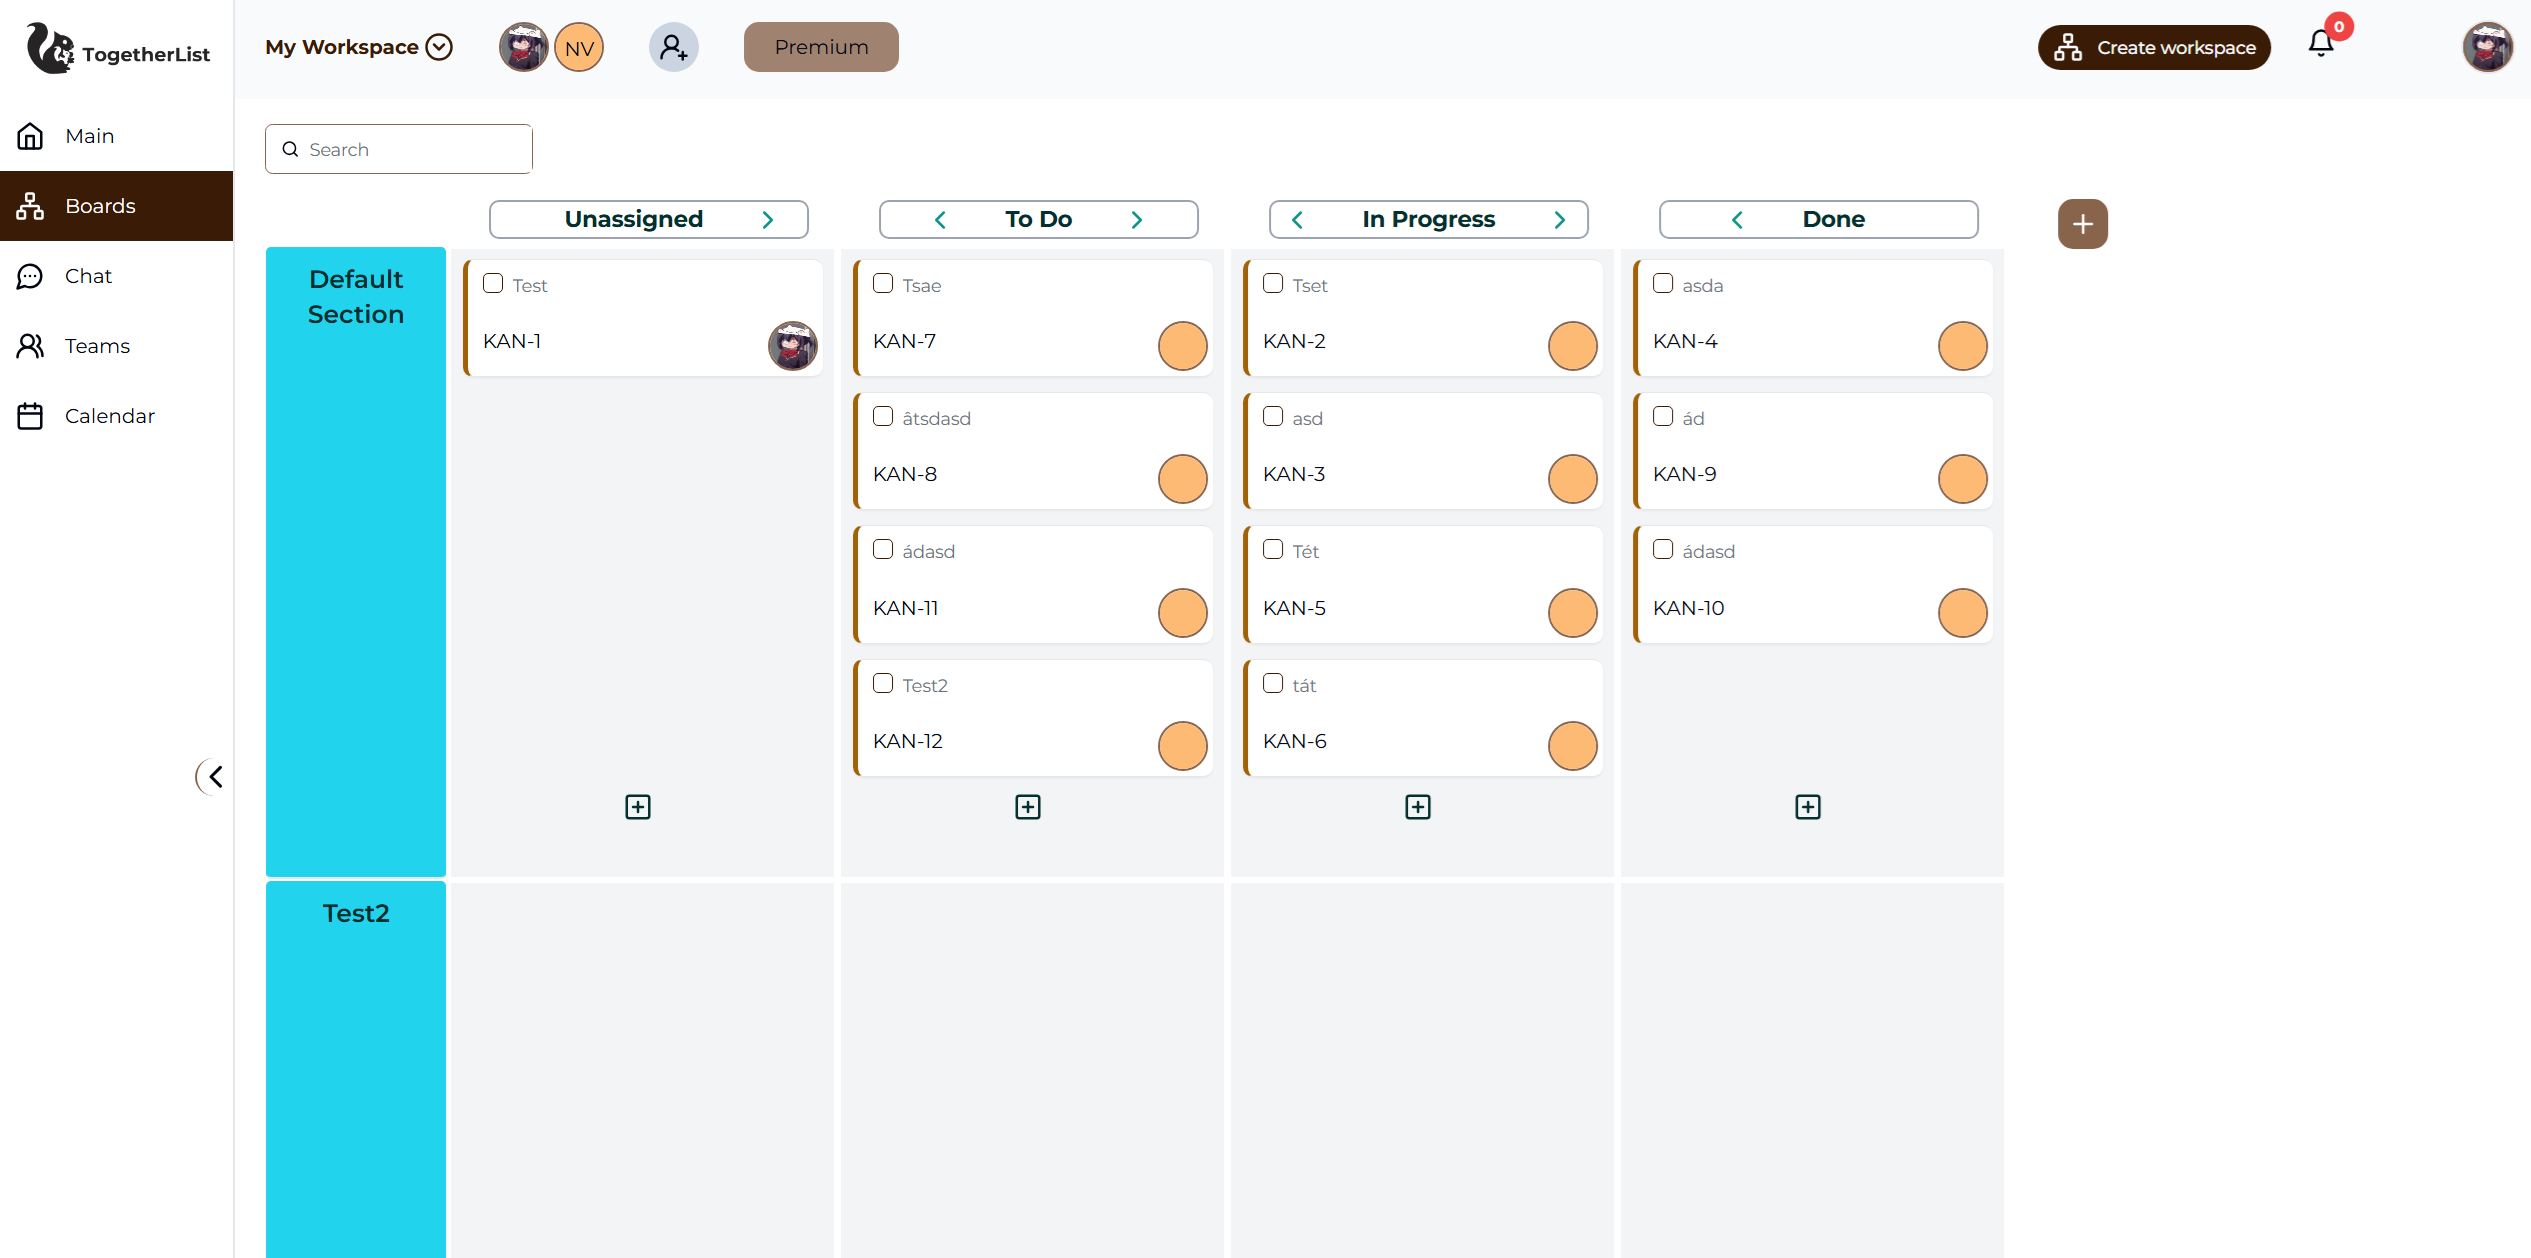 TogetherList
My Workspace
NV
Premium
Create workspace
0
Main
Boards
Chat
Teams
Calendar
Search
Unassigned
To Do
In Progress
Done
Default
Section
Test
KAN-1
Tsae
KAN-7
âtsdasd
KAN-8
ádasd
KAN-11
Test2
KAN-12
Tset
KAN-2
asd
KAN-3
Tét
KAN-5
tát
KAN-6
asda
KAN-4
ád
KAN-9
ádasd
KAN-10
Test2